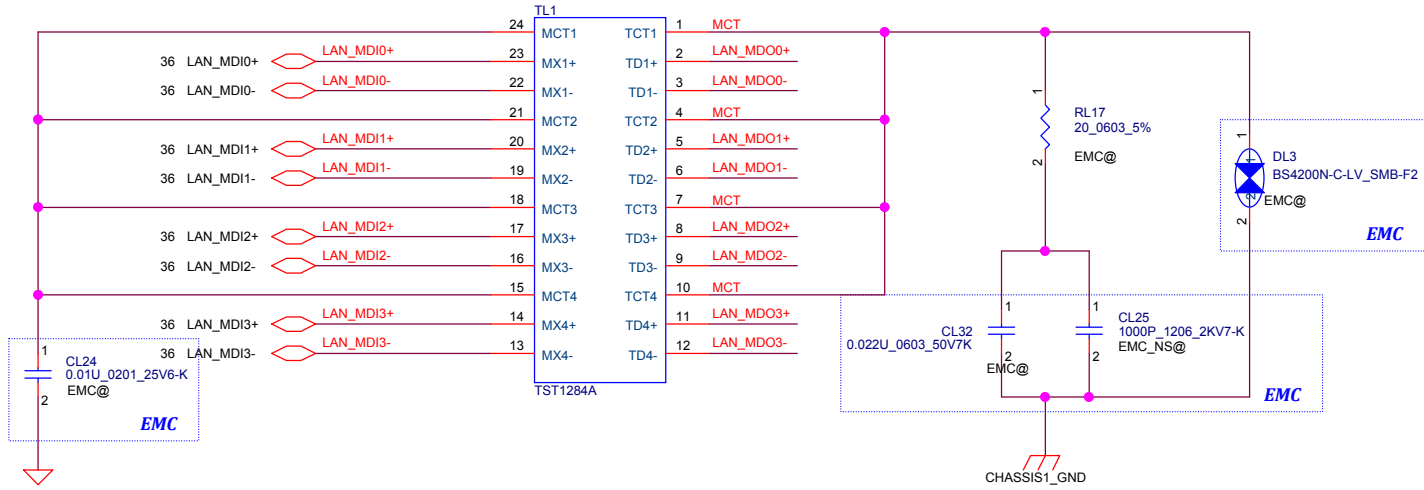 TL1
24 MCT1 TCT1 1 MCT
36 LAN_MDI0+ LAN_MDI0+ 23 MX1+ TD1+ 2 LAN_MDO0+
36 LAN_MDI0- LAN_MDI0- 22 MX1- TD1- 3 LAN_MDO0-
21 MCT2 TCT2 4 MCT
36 LAN_MDI1+ LAN_MDI1+ 20 MX2+ TD2+ 5 LAN_MDO1+
36 LAN_MDI1- LAN_MDI1- 19 MX2- TD2- 6 LAN_MDO1-
18 MCT3 TCT3 7 MCT
36 LAN_MDI2+ LAN_MDI2+ 17 MX3+ TD3+ 8 LAN_MDO2+
36 LAN_MDI2- LAN_MDI2- 16 MX3- TD3- 9 LAN_MDO2-
15 MCT4 TCT4 10 MCT
36 LAN_MDI3+ LAN_MDI3+ 14 MX4+ TD4+ 11 LAN_MDO3+
36 LAN_MDI3- LAN_MDI3- 13 MX4- TD4- 12 LAN_MDO3-
TST1284A
1
CL24
0.01U_0201_25V6-K
EMC@
2
EMC
1
RL17
20_0603_5%
EMC@
2
1
DL3
1
BS4200N-C-LV_SMB-F2
2
EMC@
2
EMC
1
CL32
0.022U_0603_50V7K
2
EMC@
1
CL25
1000P_1206_2KV7-K
EMC_NS@
2
EMC
CHASSIS1_GND